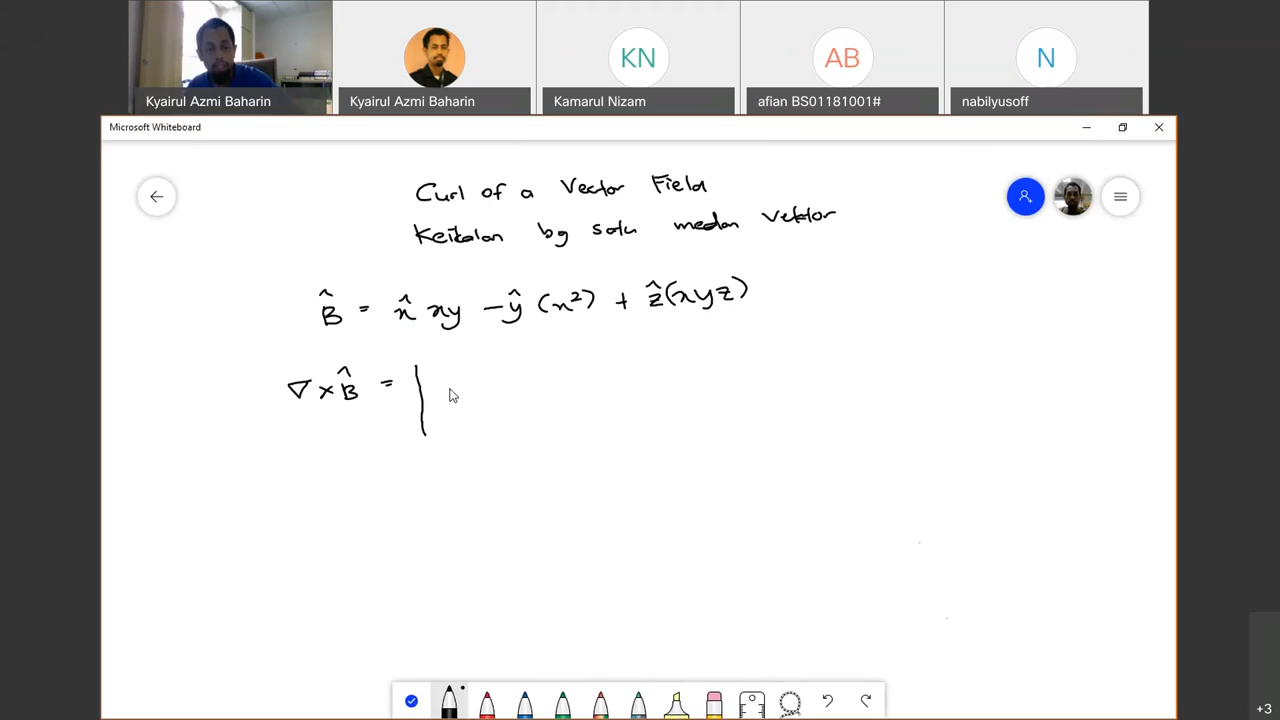 Kyairul Azmi Baharin
Kyairul Azmi Baharin
KN
Kamarul Nizam
AB
afian BS01181001#
N
nabilyusoff
Microsoft Whiteboard
Curl of a Vector Field
Keikalan bg satu medan vektor
B̂ = x̂ xy - ŷ (x²) + ẑ(xyz)
∇ × B̂ = |
+3